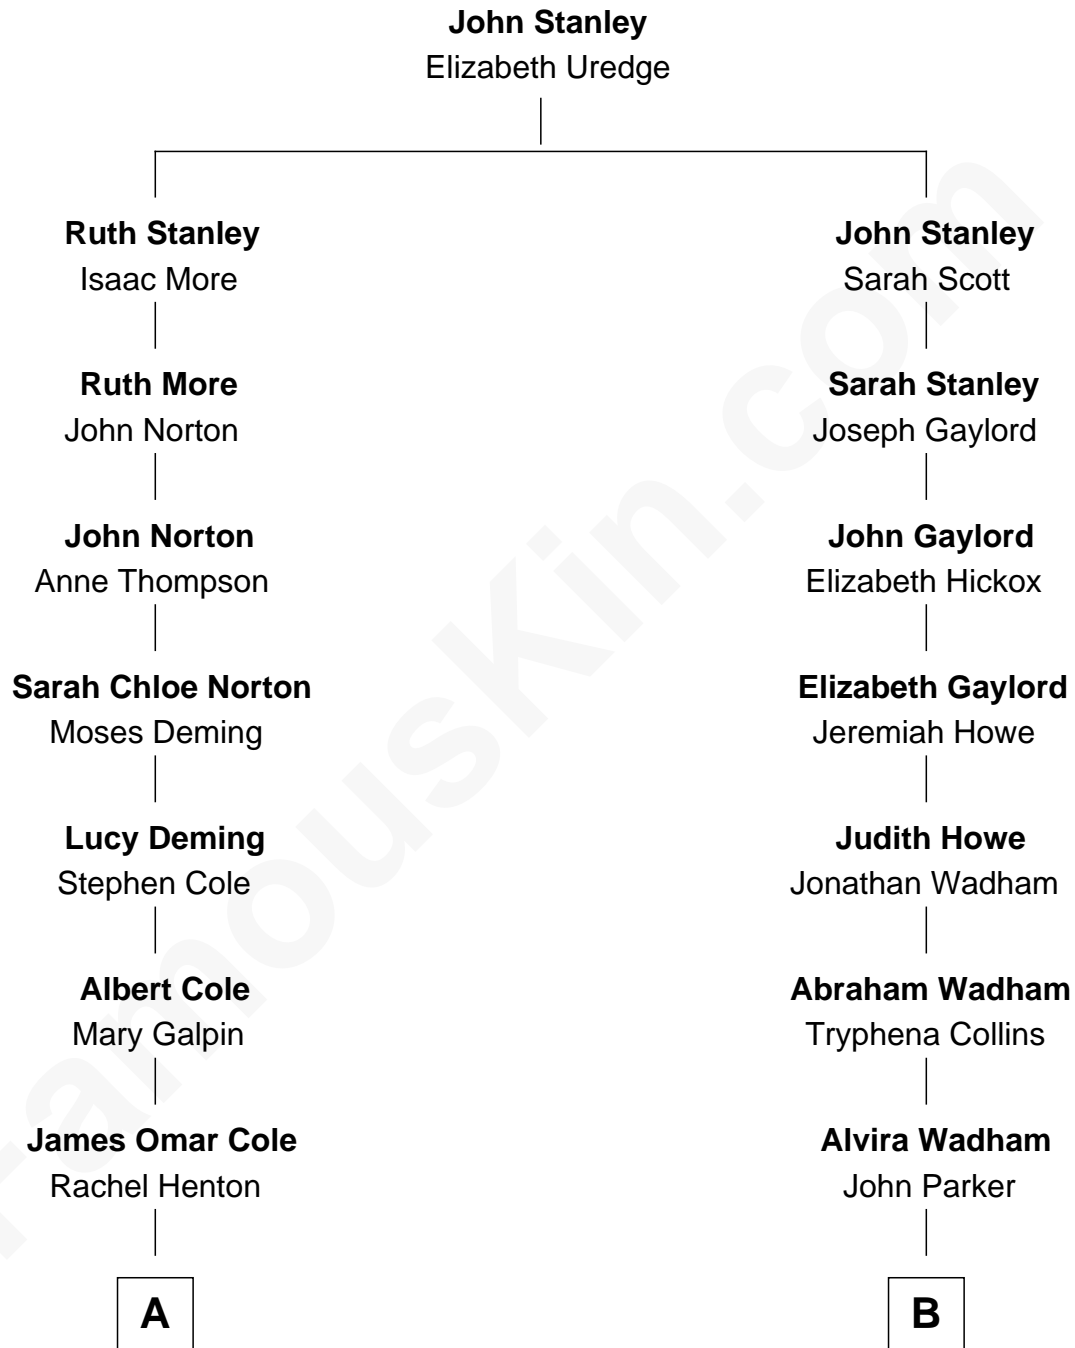 John Stanley
Elizabeth Uredge
Ruth Stanley
Isaac More
John Stanley
Sarah Scott
Ruth More
John Norton
Sarah Stanley
Joseph Gaylord
John Norton
Anne Thompson
John Gaylord
Elizabeth Hickox
Sarah Chloe Norton
Moses Deming
Elizabeth Gaylord
Jeremiah Howe
Lucy Deming
Stephen Cole
Judith Howe
Jonathan Wadham
Albert Cole
Mary Galpin
Abraham Wadham
Tryphena Collins
James Omar Cole
Rachel Henton
Alvira Wadham
John Parker
A
B
FamousKin.com